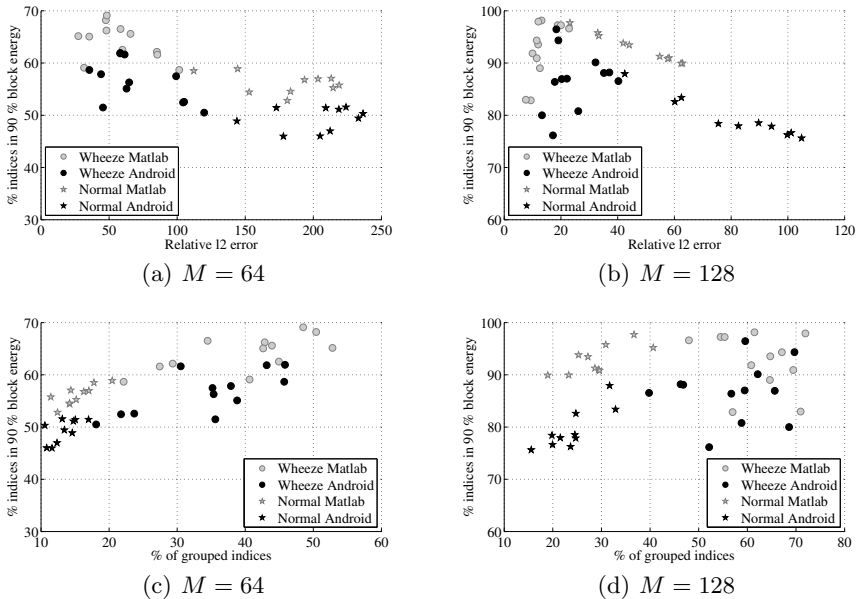 % indices in 90 % block energy
70
60
50
40
30
Wheeze Matlab
Wheeze Android
Normal Matlab
Normal Android
0 50 100 150 200 250
Relative l2 error
(a) M = 64
% indices in 90 % block energy
100
90
80
70
60
Wheeze Matlab
Wheeze Android
Normal Matlab
Normal Android
0 20 40 60 80 100 120
Relative l2 error
(b) M = 128
% indices in 90 % block energy
70
60
50
40
30
Wheeze Matlab
Wheeze Android
Normal Matlab
Normal Android
10 20 30 40 50 60
% of grouped indices
(c) M = 64
% indices in 90 % block energy
100
90
80
70
60
Wheeze Matlab
Wheeze Android
Normal Matlab
Normal Android
10 20 30 40 50 60 70 80
% of grouped indices
(d) M = 128